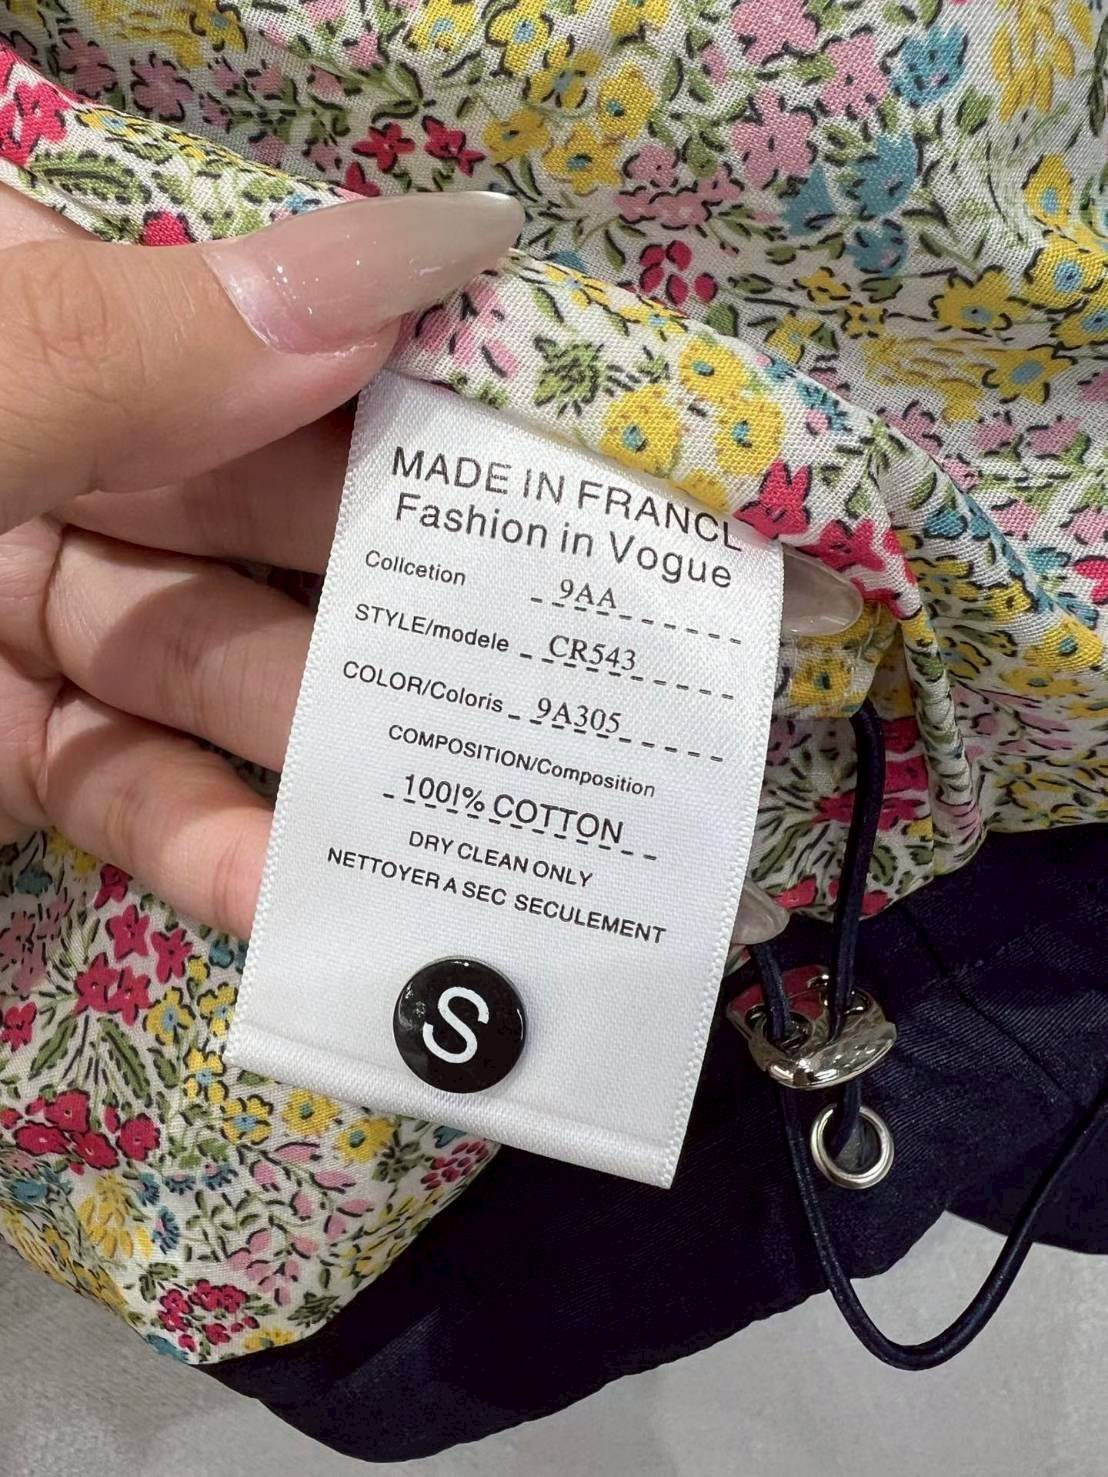 MADE IN FRANCE
Fashion in Vogue
Collcetion 9AA
STYLE/modele CR543
COLOR/Coloris 9A305
COMPOSITION/Composition
100|% COTTON
DRY CLEAN ONLY
NETTOYER A SEC SECULEMENT
S